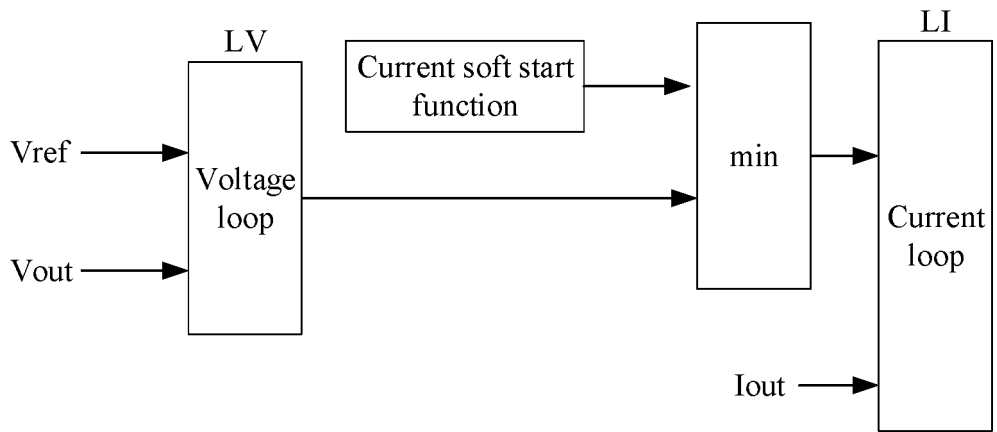 LV
LI
Current soft start
function
Vref
Voltage
loop
min
Current
loop
Vout
Iout